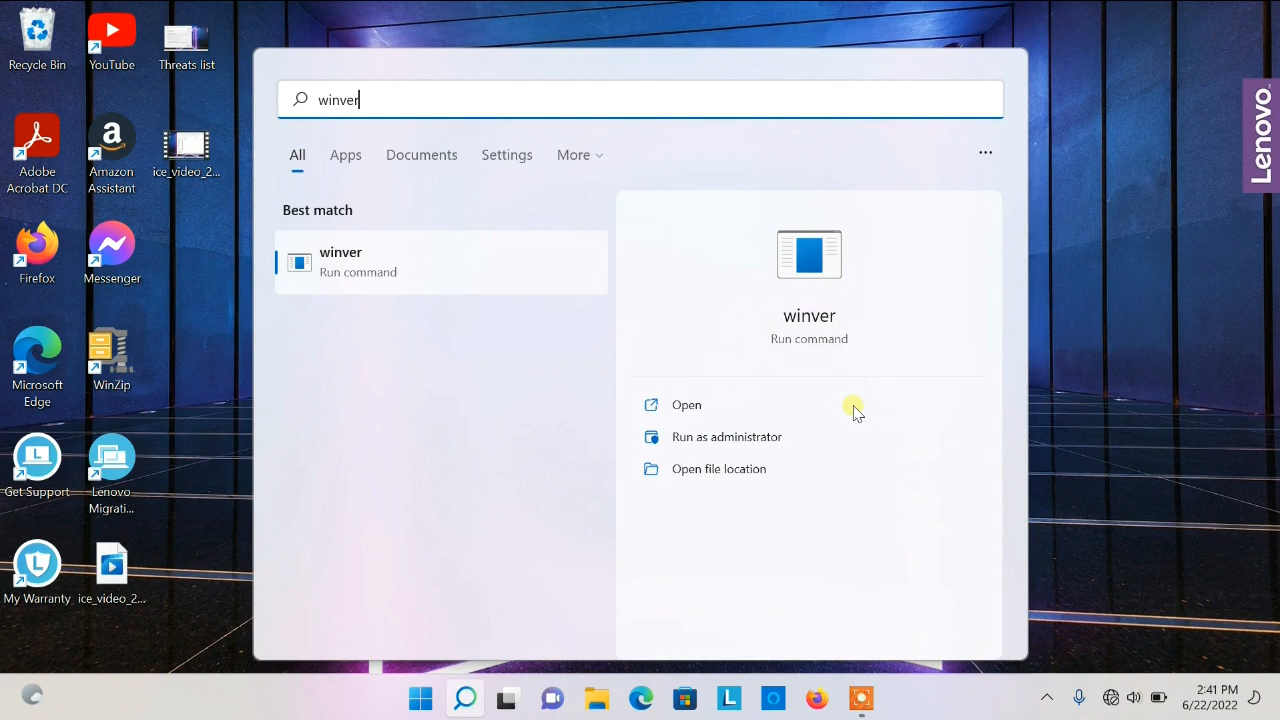 Recycle Bin
YouTube
Threats list
Adobe
Acrobat DC
Amazon
Assistant
ice_video_2...
Firefox
Messenger
Microsoft
Edge
WinZip
Get Support
Lenovo
Migrati...
My Warranty
ice_video_2...
winver
All
Apps
Documents
Settings
More
Best match
winver
Run command
winver
Run command
Open
Run as administrator
Open file location
Lenovo
2:41 PM
6/22/2022